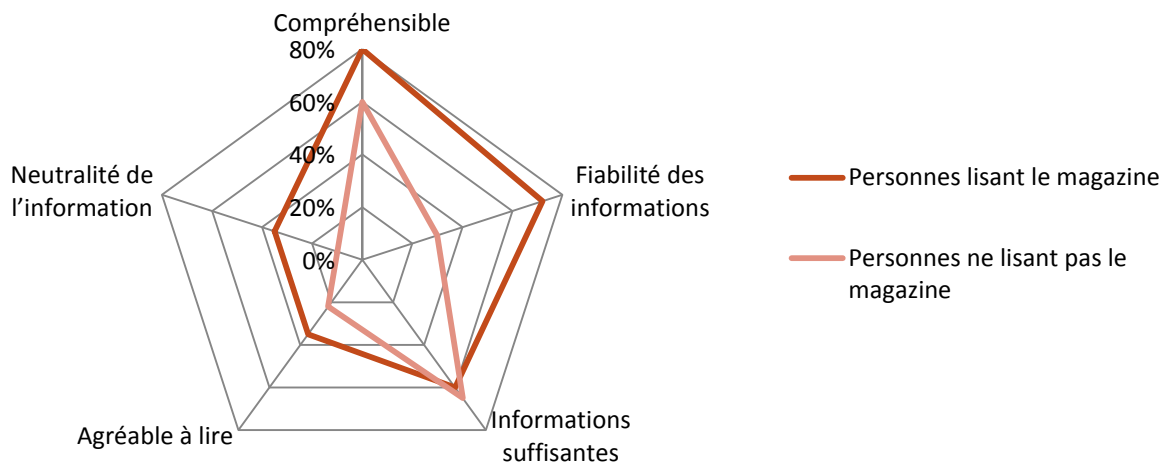 Compréhensible
80%
60%
40%
20%
0%
Fiabilité des
informations
Informations
suffisantes
Agréable à lire
Neutralité de
l’information
Personnes lisant le magazine
Personnes ne lisant pas le
magazine